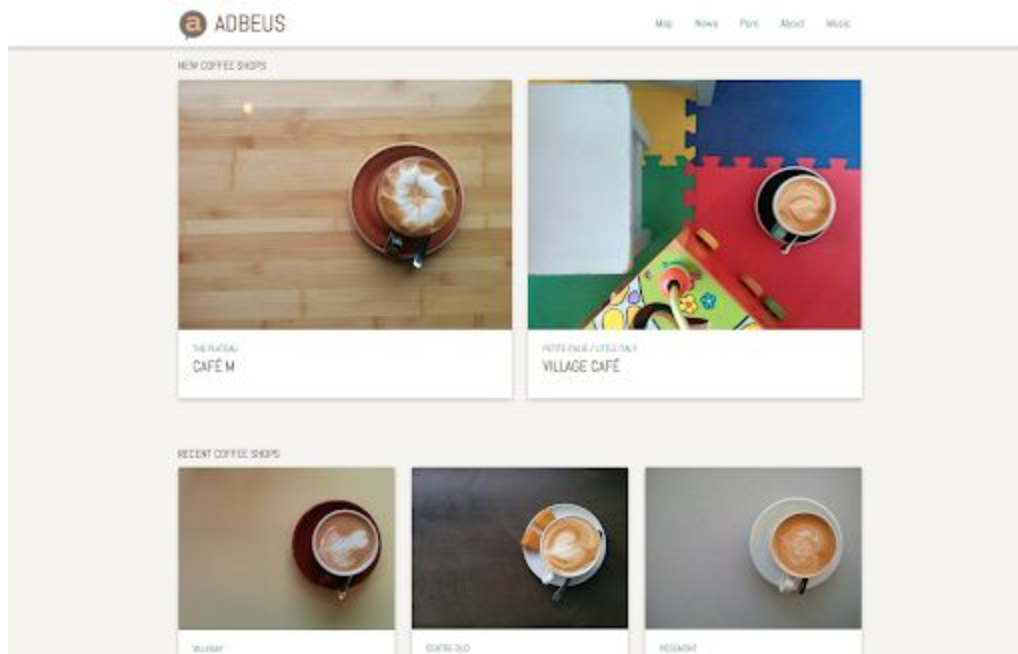 a ADBEUS
Map News Porn About Music
NEW COFFEE SHOPS
THE PLATEAU
CAFÉ M
PETITE ITALIE / LITTLE ITALY
VILLAGE CAFÉ
RECENT COFFEE SHOPS
VILLERAY
CENTRE-SUD
ROSEMONT